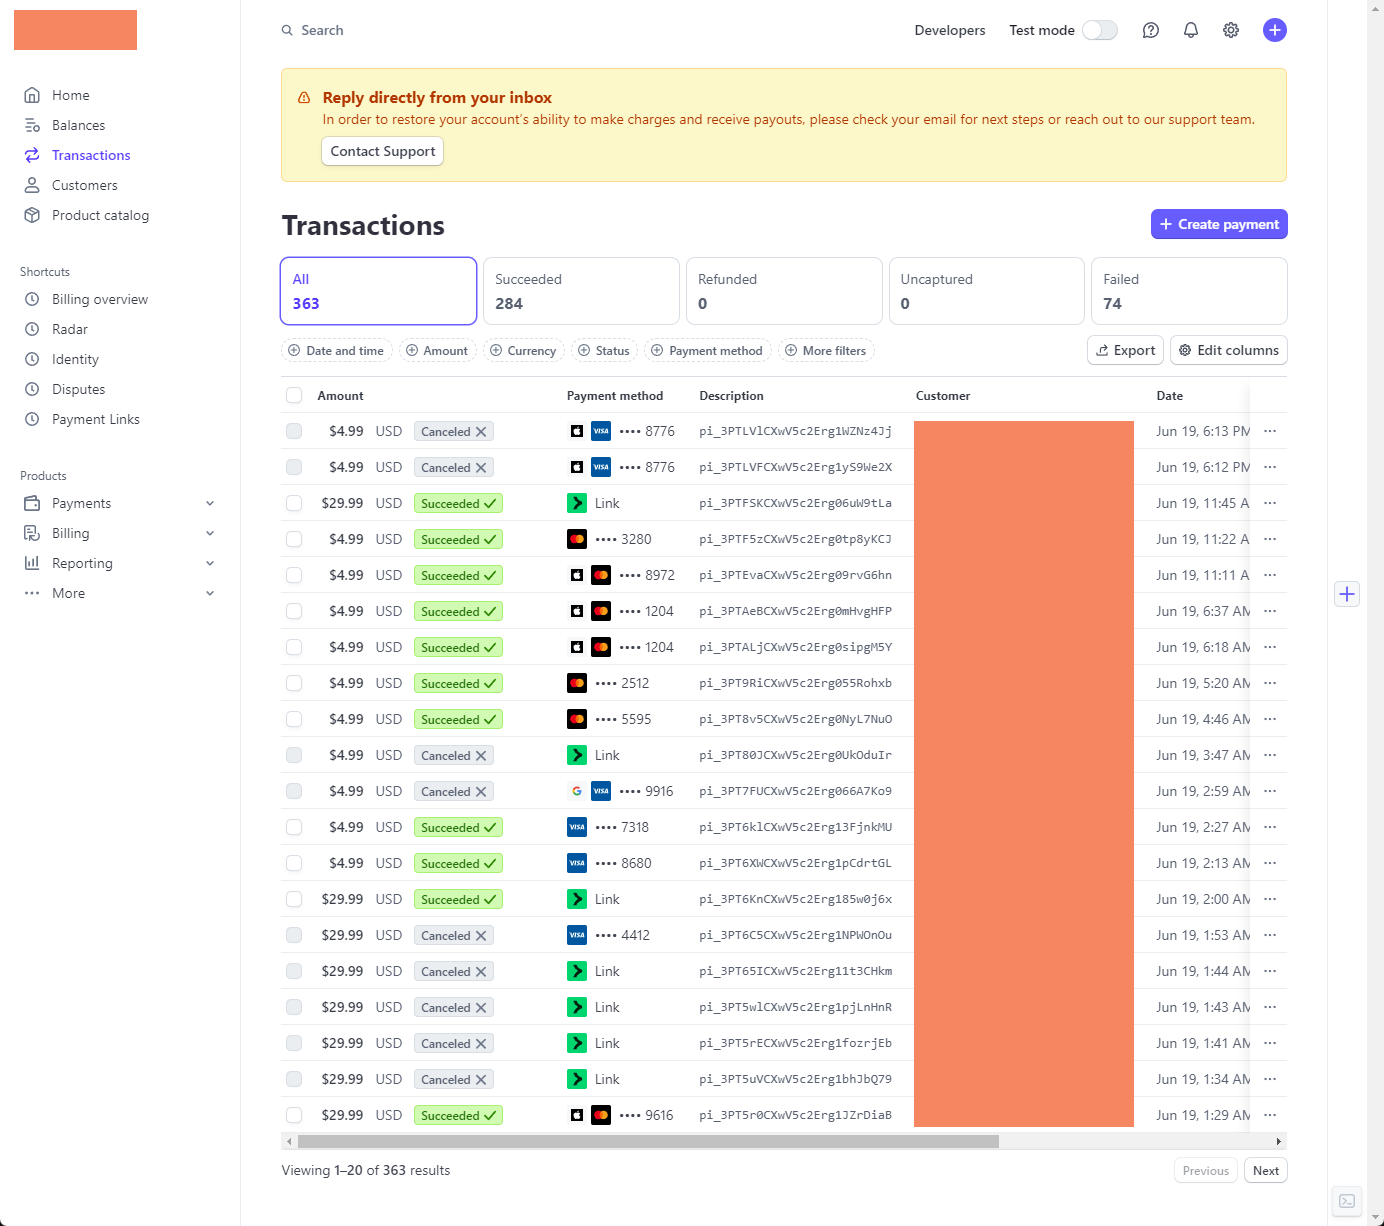 Search
Developers
Test mode
Home
Balances
Transactions
Customers
Product catalog
Shortcuts
Billing overview
Radar
Identity
Disputes
Payment Links
Products
Payments
Billing
Reporting
More
Reply directly from your inbox
In order to restore your account's ability to make charges and receive payouts, please check your email for next steps or reach out to our support team.
Contact Support
Transactions
Create payment
All
363
Succeeded
284
Refunded
0
Uncaptured
0
Failed
74
Date and time
Amount
Currency
Status
Payment method
More filters
Export
Edit columns
Amount Payment method Description Customer Date
$4.99 USD Canceled VISA •••• 8776 pi_3PTLVlCXwV5c2Erg1WZNz4Jj Jun 19, 6:13 PM
$4.99 USD Canceled VISA •••• 8776 pi_3PTLVFCXwV5c2Erg1yS9We2X Jun 19, 6:12 PM
$29.99 USD Succeeded Link pi_3PTFSKCXwV5c2Erg06uW9tLa Jun 19, 11:45 A
$4.99 USD Succeeded •••• 3280 pi_3PTF5zCXwV5c2Erg0tp8yKCJ Jun 19, 11:22 A
$4.99 USD Succeeded •••• 8972 pi_3PTEvaCXwV5c2Erg09rvG6hn Jun 19, 11:11 A
$4.99 USD Succeeded •••• 1204 pi_3PTAeBCXwV5c2Erg0mHvgHFP Jun 19, 6:37 AM
$4.99 USD Succeeded •••• 1204 pi_3PTALjCXwV5c2Erg0sipgM5Y Jun 19, 6:18 AM
$4.99 USD Succeeded •••• 2512 pi_3PT9RiCXwV5c2Erg055Rohxb Jun 19, 5:20 AM
$4.99 USD Succeeded •••• 5595 pi_3PT8v5CXwV5c2Erg0NyL7NuO Jun 19, 4:46 AM
$4.99 USD Canceled Link pi_3PT80JCXwV5c2Erg0UkOduIr Jun 19, 3:47 AM
$4.99 USD Canceled G VISA •••• 9916 pi_3PT7FUCXwV5c2Erg066A7Ko9 Jun 19, 2:59 AM
$4.99 USD Succeeded VISA •••• 7318 pi_3PT6klCXwV5c2Erg13FjnkMU Jun 19, 2:27 AM
$4.99 USD Succeeded VISA •••• 8680 pi_3PT6XWCXwV5c2Erg1pCdrtGL Jun 19, 2:13 AM
$29.99 USD Succeeded Link pi_3PT6KnCXwV5c2Erg185w0j6x Jun 19, 2:00 AM
$29.99 USD Canceled VISA •••• 4412 pi_3PT6C5CXwV5c2Erg1NPWOnOu Jun 19, 1:53 AM
$29.99 USD Canceled Link pi_3PT65ICXwV5c2Erg11t3CHkm Jun 19, 1:44 AM
$29.99 USD Canceled Link pi_3PT5wlCXwV5c2Erg1pjLnHnR Jun 19, 1:43 AM
$29.99 USD Canceled Link pi_3PT5rECXwV5c2Erg1fozrjEb Jun 19, 1:41 AM
$29.99 USD Canceled Link pi_3PT5uVCXwV5c2Erg1bhJbQ79 Jun 19, 1:34 AM
$29.99 USD Succeeded •••• 9616 pi_3PT5r0CXwV5c2Erg1JZrDiaB Jun 19, 1:29 AM
Viewing 1–20 of 363 results
Previous
Next